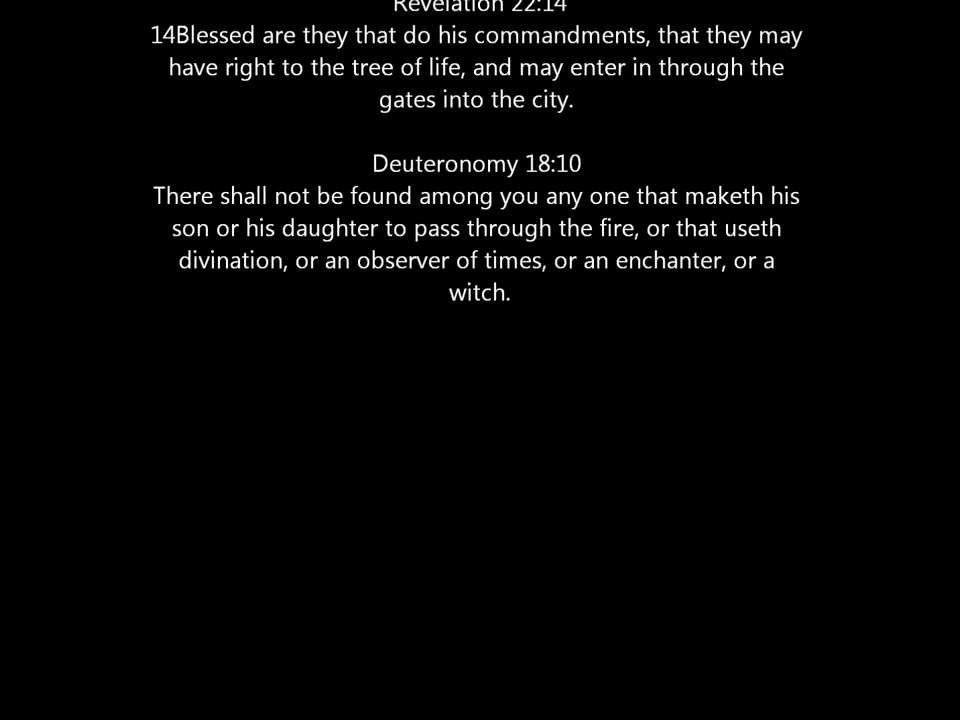 Revelation 22:14
14Blessed are they that do his commandments, that they may
have right to the tree of life, and may enter in through the
gates into the city.
Deuteronomy 18:10
There shall not be found among you any one that maketh his
son or his daughter to pass through the fire, or that useth
divination, or an observer of times, or an enchanter, or a
witch.